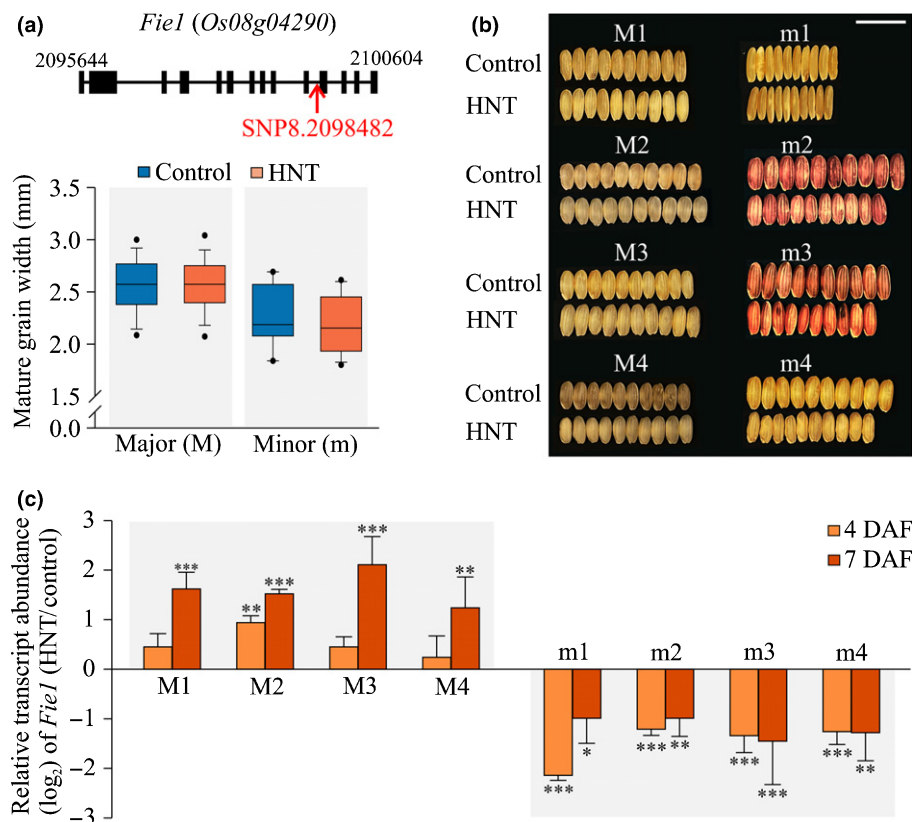 (a)
Fie1 (Os08g04290)
2095644 2100604
SNP8.2098482
Control HNT
Mature grain width (mm)
3.5
3.0
2.5
2.0
1.5
0.0
Major (M) Minor (m)
(b)
M1 m1
Control
HNT
M2 m2
Control
HNT
M3 m3
Control
HNT
M4 m4
Control
HNT
(c)
Relative transcript abundance
(log₂) of Fie1 (HNT/control)
3
2
1
0
−1
−2
−3
4 DAF
7 DAF
*** ** *** *** **
M1 M2 M3 M4
m1 m2 m3 m4
*** * *** ** *** *** *** **